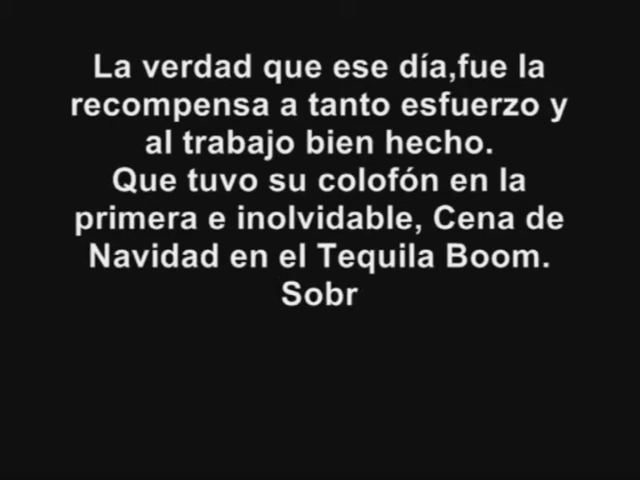 La verdad que ese día,fue la
recompensa a tanto esfuerzo y
al trabajo bien hecho.
Que tuvo su colofón en la
primera e inolvidable, Cena de
Navidad en el Tequila Boom.
Sobr